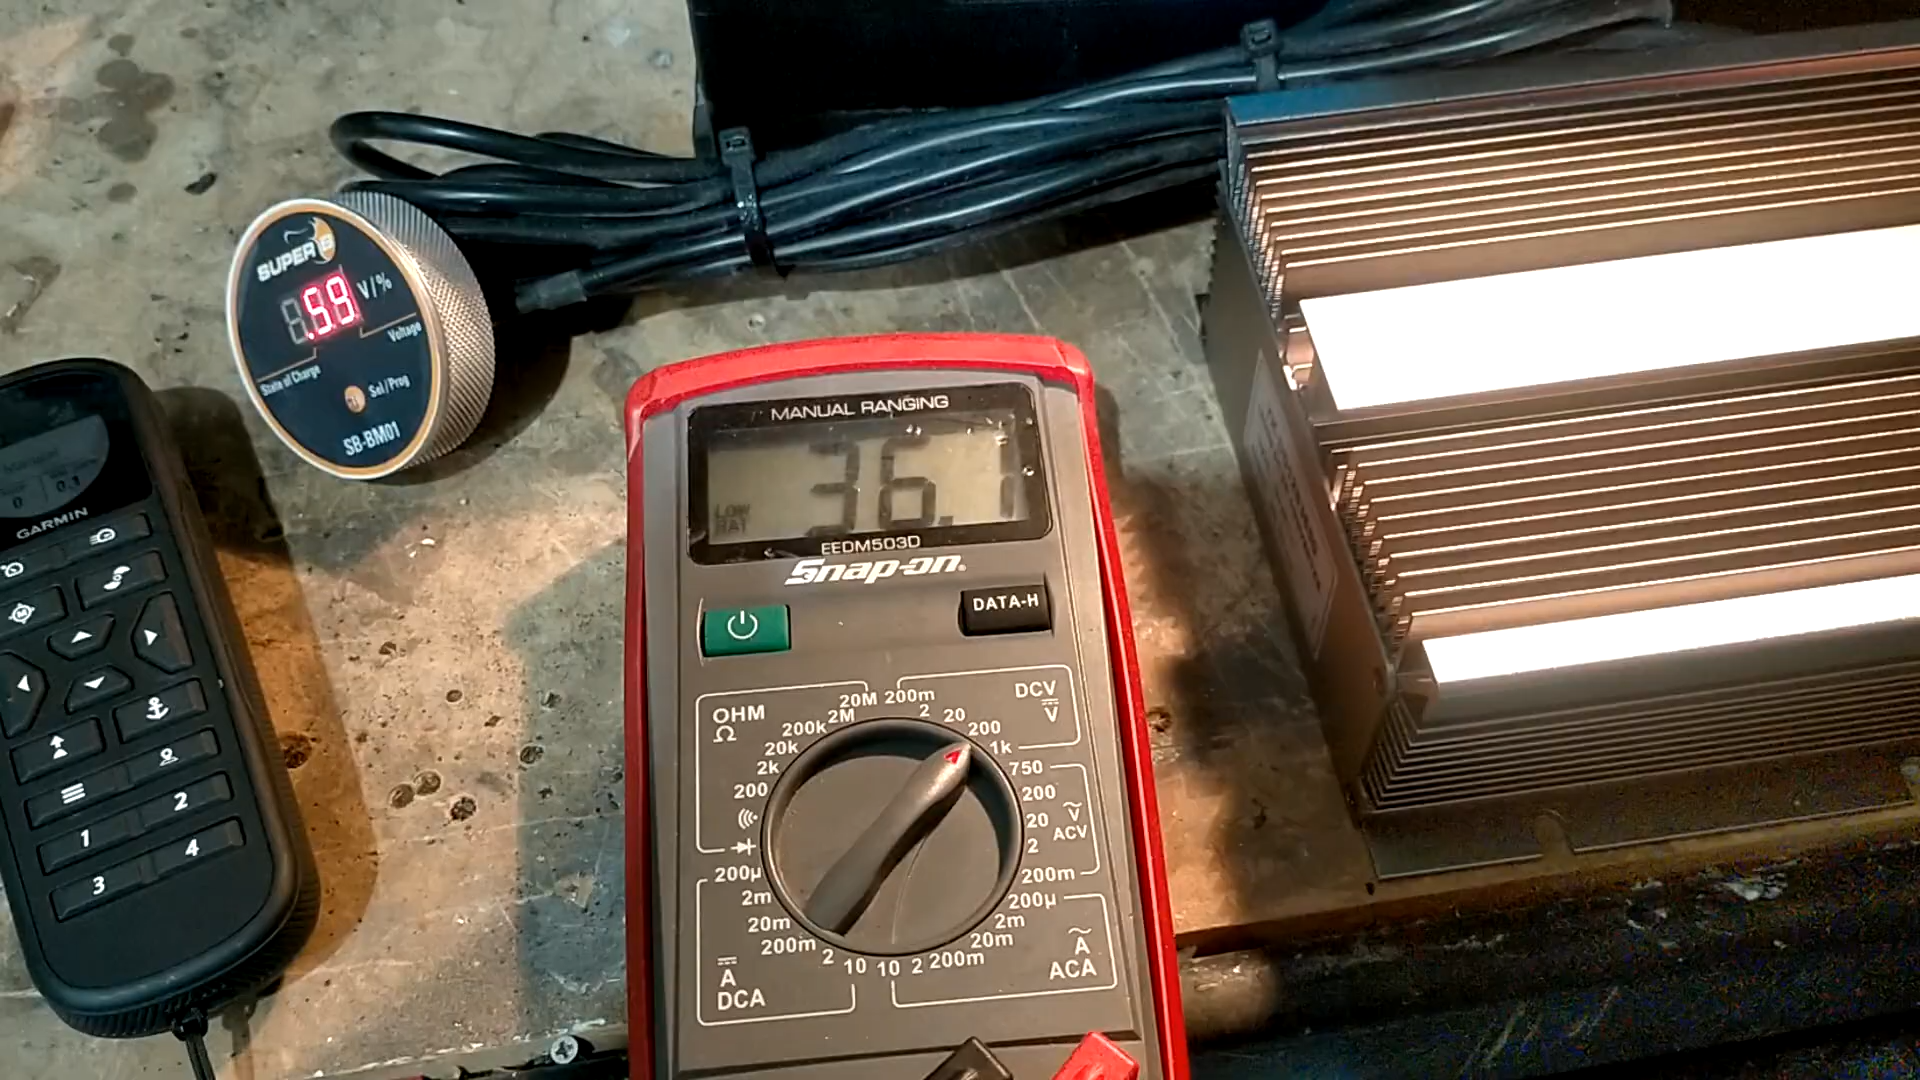 SUPER B
.59 V/%
Voltage
State of Charge
Sel/Prog
SB-BM01
0
0.1
GARMIN
1
2
3
4
MANUAL RANGING
36.1
LOW
BAT
EEDM503D
Snap-on®
DATA-H
OHM
Ω
20M
2M
200k
20k
2k
200
200m
2
20
200
1k
DCV
V
750
200
20
2
200m
V
ACV
200µ
2m
20m
200m
2
10
A
DCA
200µ
2m
20m
200m
2
10
A
ACA